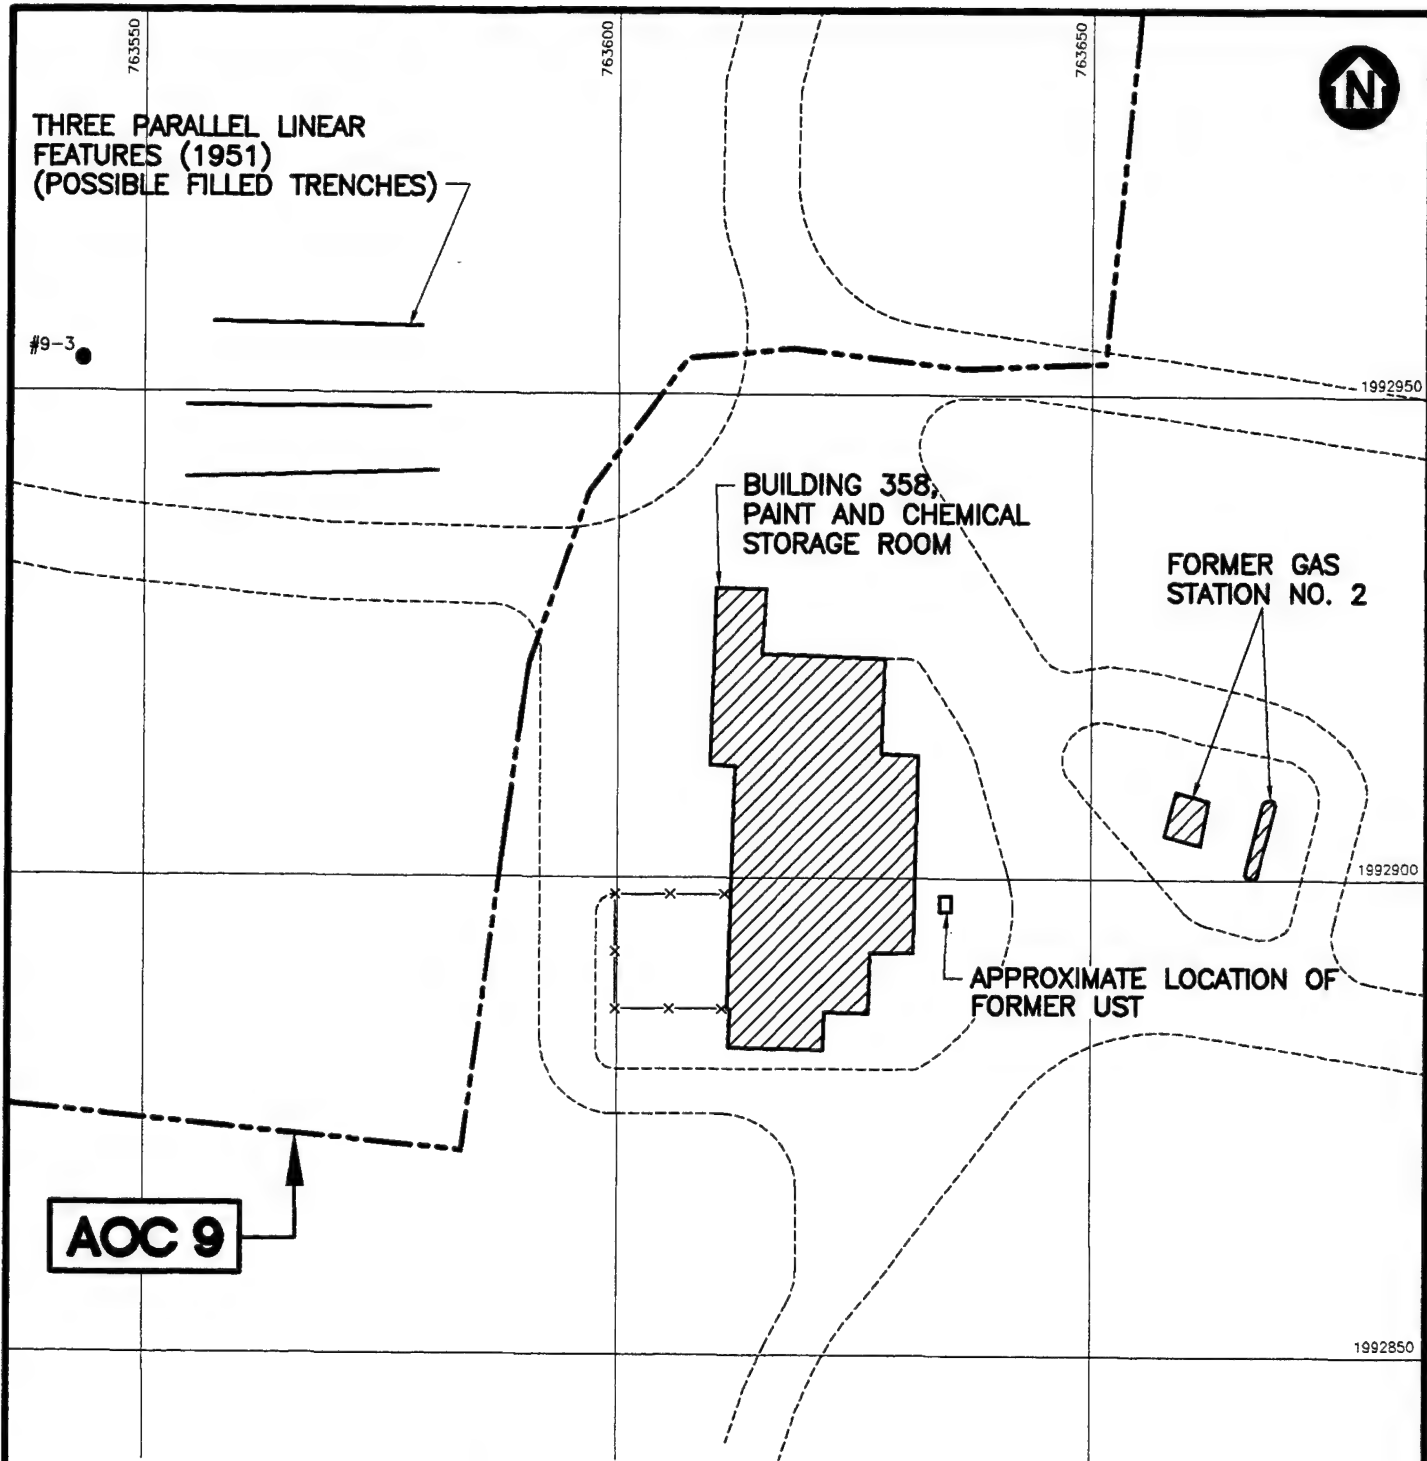 763550
763600
763650
N
THREE PARALLEL LINEAR
FEATURES (1951)
(POSSIBLE FILLED TRENCHES)
#9-3
1992950
BUILDING 358,
PAINT AND CHEMICAL
STORAGE ROOM
FORMER GAS
STATION NO. 2
1992900
APPROXIMATE LOCATION OF
FORMER UST
AOC 9
1992850